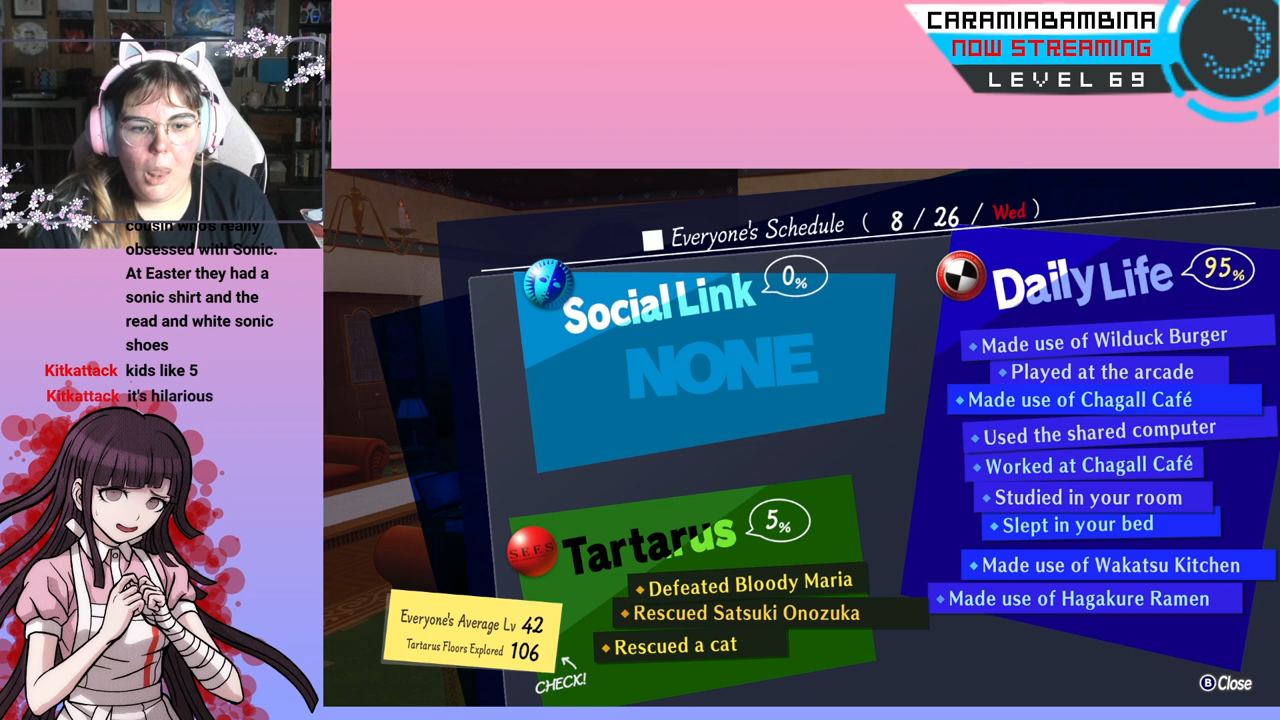 CARAMIABAMBINA
NOW STREAMING
LEVEL 69
cousin who's really
obsessed with Sonic.
At Easter they had a
sonic shirt and the
read and white sonic
shoes
Kitkattack kids like 5
Kitkattack it's hilarious
Everyone's Schedule ( 8 / 26 / Wed )
Social Link 0%
NONE
Tartarus 5%
SEES
Defeated Bloody Maria
Rescued Satsuki Onozuka
Rescued a cat
Everyone's Average Lv 42
Tartarus Floors Explored 106
CHECK!
Daily Life 95%
Made use of Wilduck Burger
Played at the arcade
Made use of Chagall Café
Used the shared computer
Worked at Chagall Café
Studied in your room
Slept in your bed
Made use of Wakatsu Kitchen
Made use of Hagakure Ramen
B Close